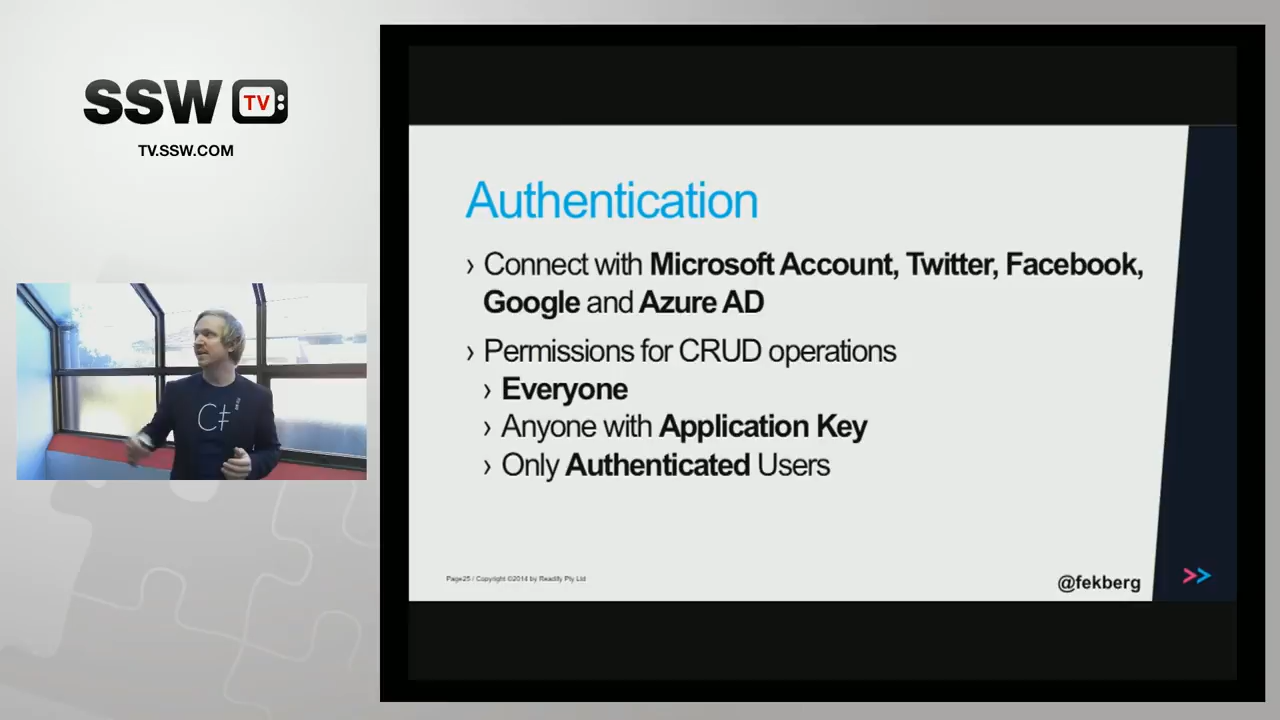 SSW TV
TV.SSW.COM
C#
Authentication
› Connect with Microsoft Account, Twitter, Facebook,
Google and Azure AD
› Permissions for CRUD operations
› Everyone
› Anyone with Application Key
› Only Authenticated Users
Page25 / Copyright ©2014 by Readify Pty Ltd
@fekberg